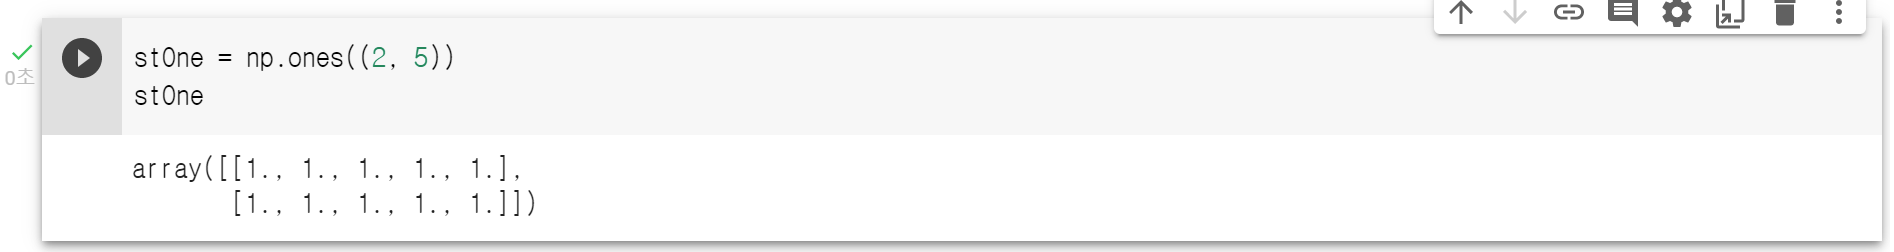 stOne = np.ones((2, 5))
0초
stOne
array([[1., 1., 1., 1., 1.],
       [1., 1., 1., 1., 1.]])